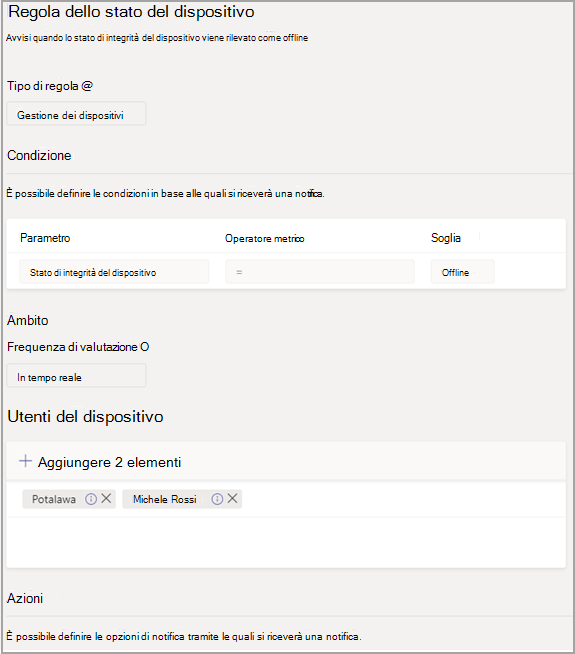 Regola dello stato del dispositivo
Avvisi quando lo stato di integrità del dispositivo viene rilevato come offline
Tipo di regola @
Gestione dei dispositivi
Condizione
È possibile definire le condizioni in base alle quali si riceverà una notifica.
Parametro Operatore metrico Soglia
Stato di integrità del dispositivo = Offline
Ambito
Frequenza di valutazione O
In tempo reale
Utenti del dispositivo
+ Aggiungere 2 elementi
Potalawa Michele Rossi
Azioni
È possibile definire le opzioni di notifica tramite le quali si riceverà una notifica.